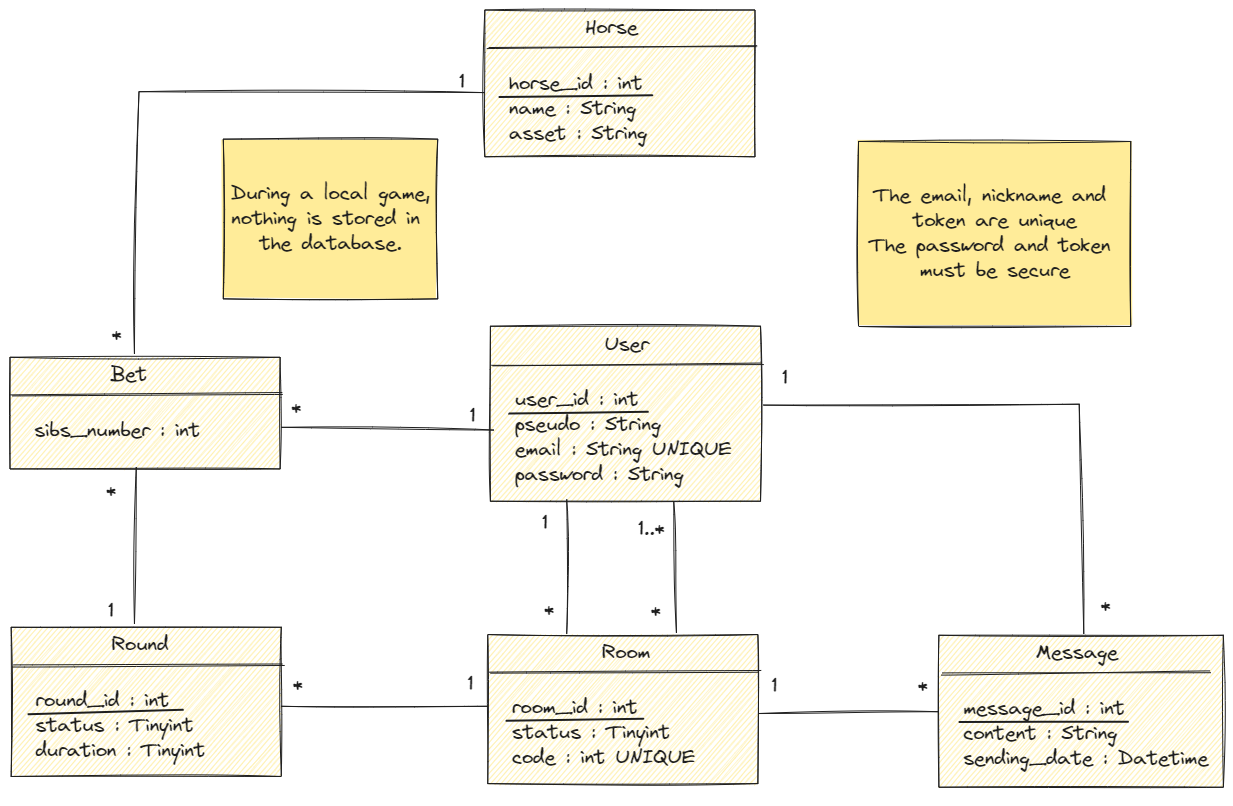 Horse
1
horse_id : int
name : String
asset : String
During a local game,
nothing is stored in
the database.
The email, nickname and
token are unique
The password and token
must be secure
*
Bet
sibs_number : int
*
1
User
user_id : int
pseudo : String
email : String UNIQUE
password : String
1
*
1
1..*
1
*
*
*
Round
round_id : int
status : Tinyint
duration : Tinyint
*
1
Room
room_id : int
status : Tinyint
code : int UNIQUE
1
*
Message
message_id : int
content : String
sending_date : Datetime